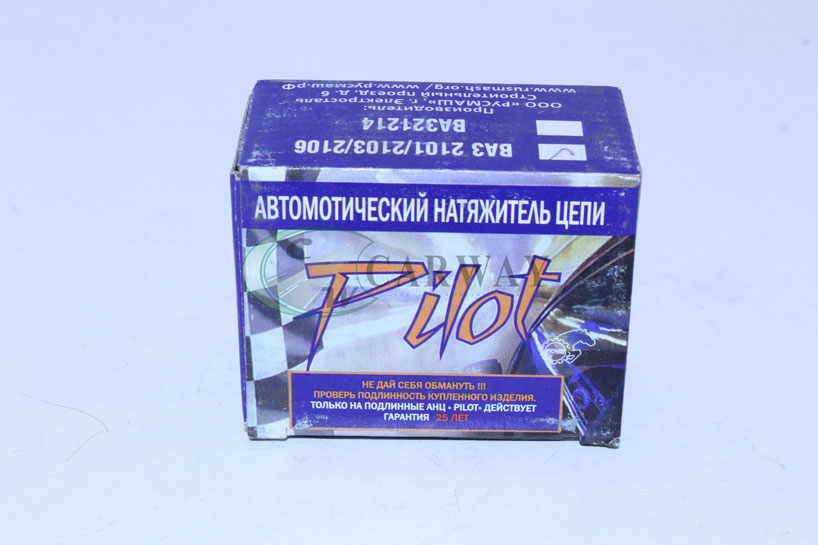 ВАЗ 2101/2103/2106
ВАЗ21214
Производитель:
ООО «РУСМАШ», г. Электросталь
Строительный проезд, д. 6
www.rusmash.org/ www.русмаш.рф
АВТОМОТИЧЕСКИЙ НАТЯЖИТЕЛЬ ЦЕПИ
CARWAY
Pilot
НЕ ДАЙ СЕБЯ ОБМАНУТЬ !!!
ПРОВЕРЬ ПОДЛИННОСТЬ КУПЛЕННОГО ИЗДЕЛИЯ.
ТОЛЬКО НА ПОДЛИННЫЕ АНЦ - PILOT- ДЕЙСТВУЕТ
ГАРАНТИЯ 25 ЛЕТ